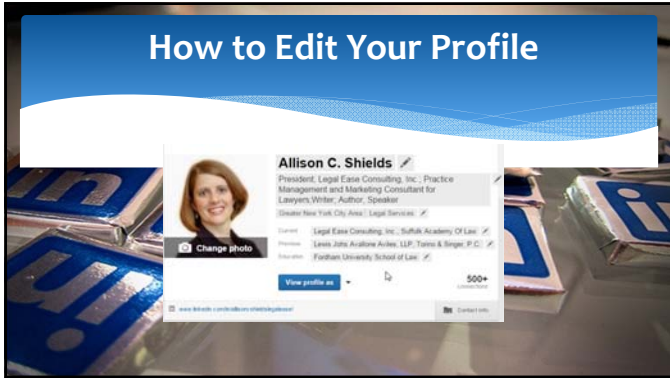 How to Edit Your Profile
Allison C. Shields
President, Legal Ease Consulting, Inc.; Practice
Management and Marketing Consultant for
Lawyers;Writer, Author, Speaker
Greater New York City Area Legal Services
Current Legal Ease Consulting, Inc., Suffolk Academy Of Law
Previous Lewis Johs Avallone Aviles, LLP, Torino & Singer, P.C.
Education Fordham University School of Law
Change photo
View profile as
500+
connections
Contact Info
in
in